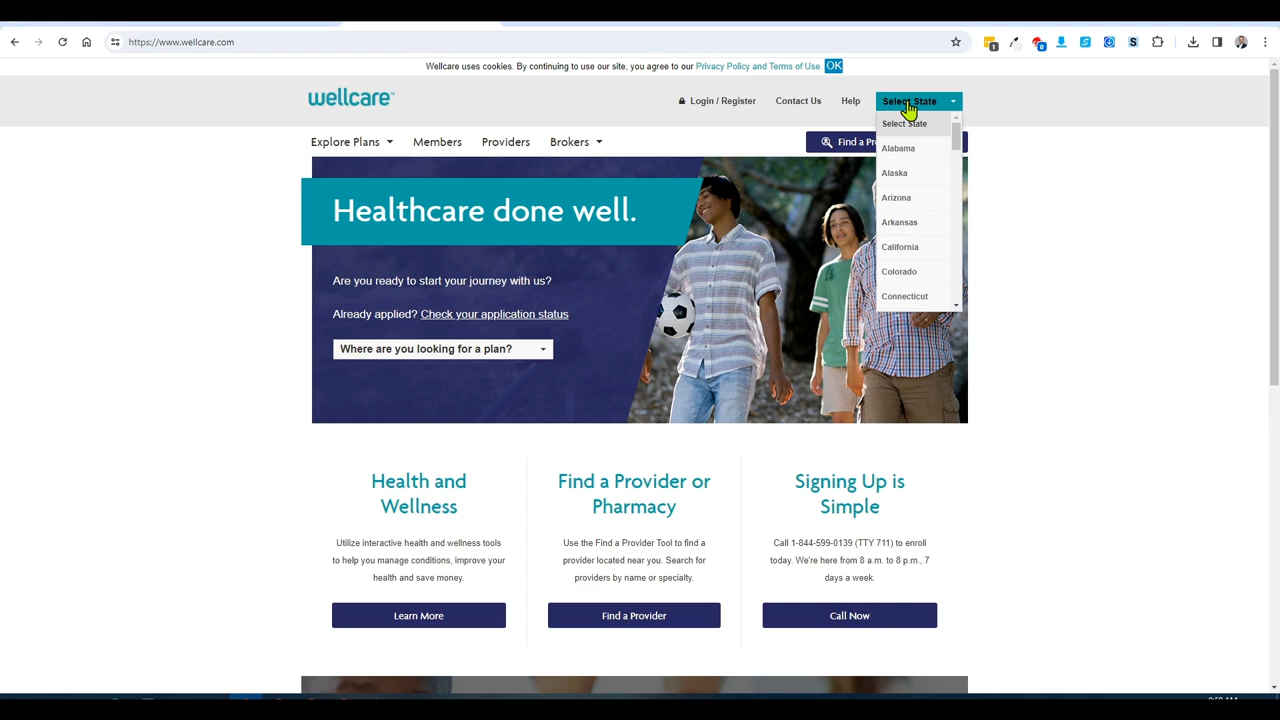 https://www.wellcare.com
1
0
S
S
Wellcare uses cookies. By continuing to use our site, you agree to our Privacy Policy and Terms of Use. OK
wellcare™
Login / Register
Contact Us
Help
Select State
Select State
Alabama
Alaska
Arizona
Arkansas
California
Colorado
Connecticut
Explore Plans
Members
Providers
Brokers
Find a Pr
Healthcare done well.
Are you ready to start your journey with us?
Already applied? Check your application status
Where are you looking for a plan?
Health and
Wellness
Utilize interactive health and wellness tools
to help you manage conditions, improve your
health and save money.
Learn More
Find a Provider or
Pharmacy
Use the Find a Provider Tool to find a
provider located near you. Search for
providers by name or specialty.
Find a Provider
Signing Up is
Simple
Call 1-844-599-0139 (TTY 711) to enroll
today. We're here from 8 a.m. to 8 p.m., 7
days a week.
Call Now